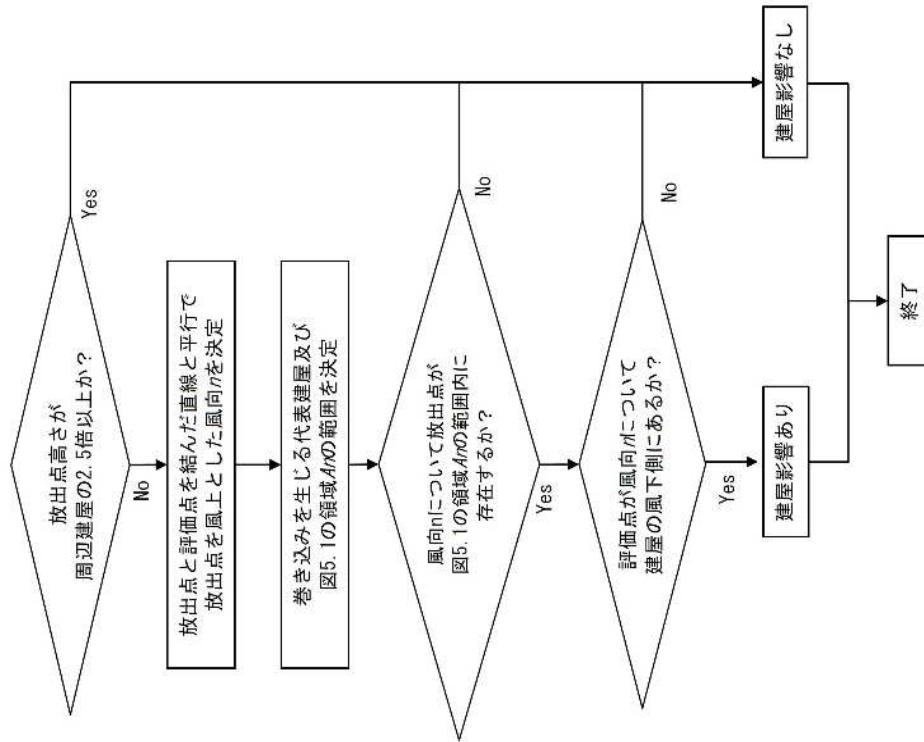 放出点高さが
周辺建屋の2.5倍以上か？
Yes
No
放出点と評価点を結んだ直線と平行で
放出点を風上とした風向nを決定
巻き込みを生じる代表建屋及び
図5.1の領域Anの範囲を決定
風向nについて放出点が
図5.1の領域Anの範囲内に
存在するか？
No
Yes
評価点が風向nについて
建屋の風下側にあるか？
No
Yes
建屋影響あり
建屋影響なし
終了